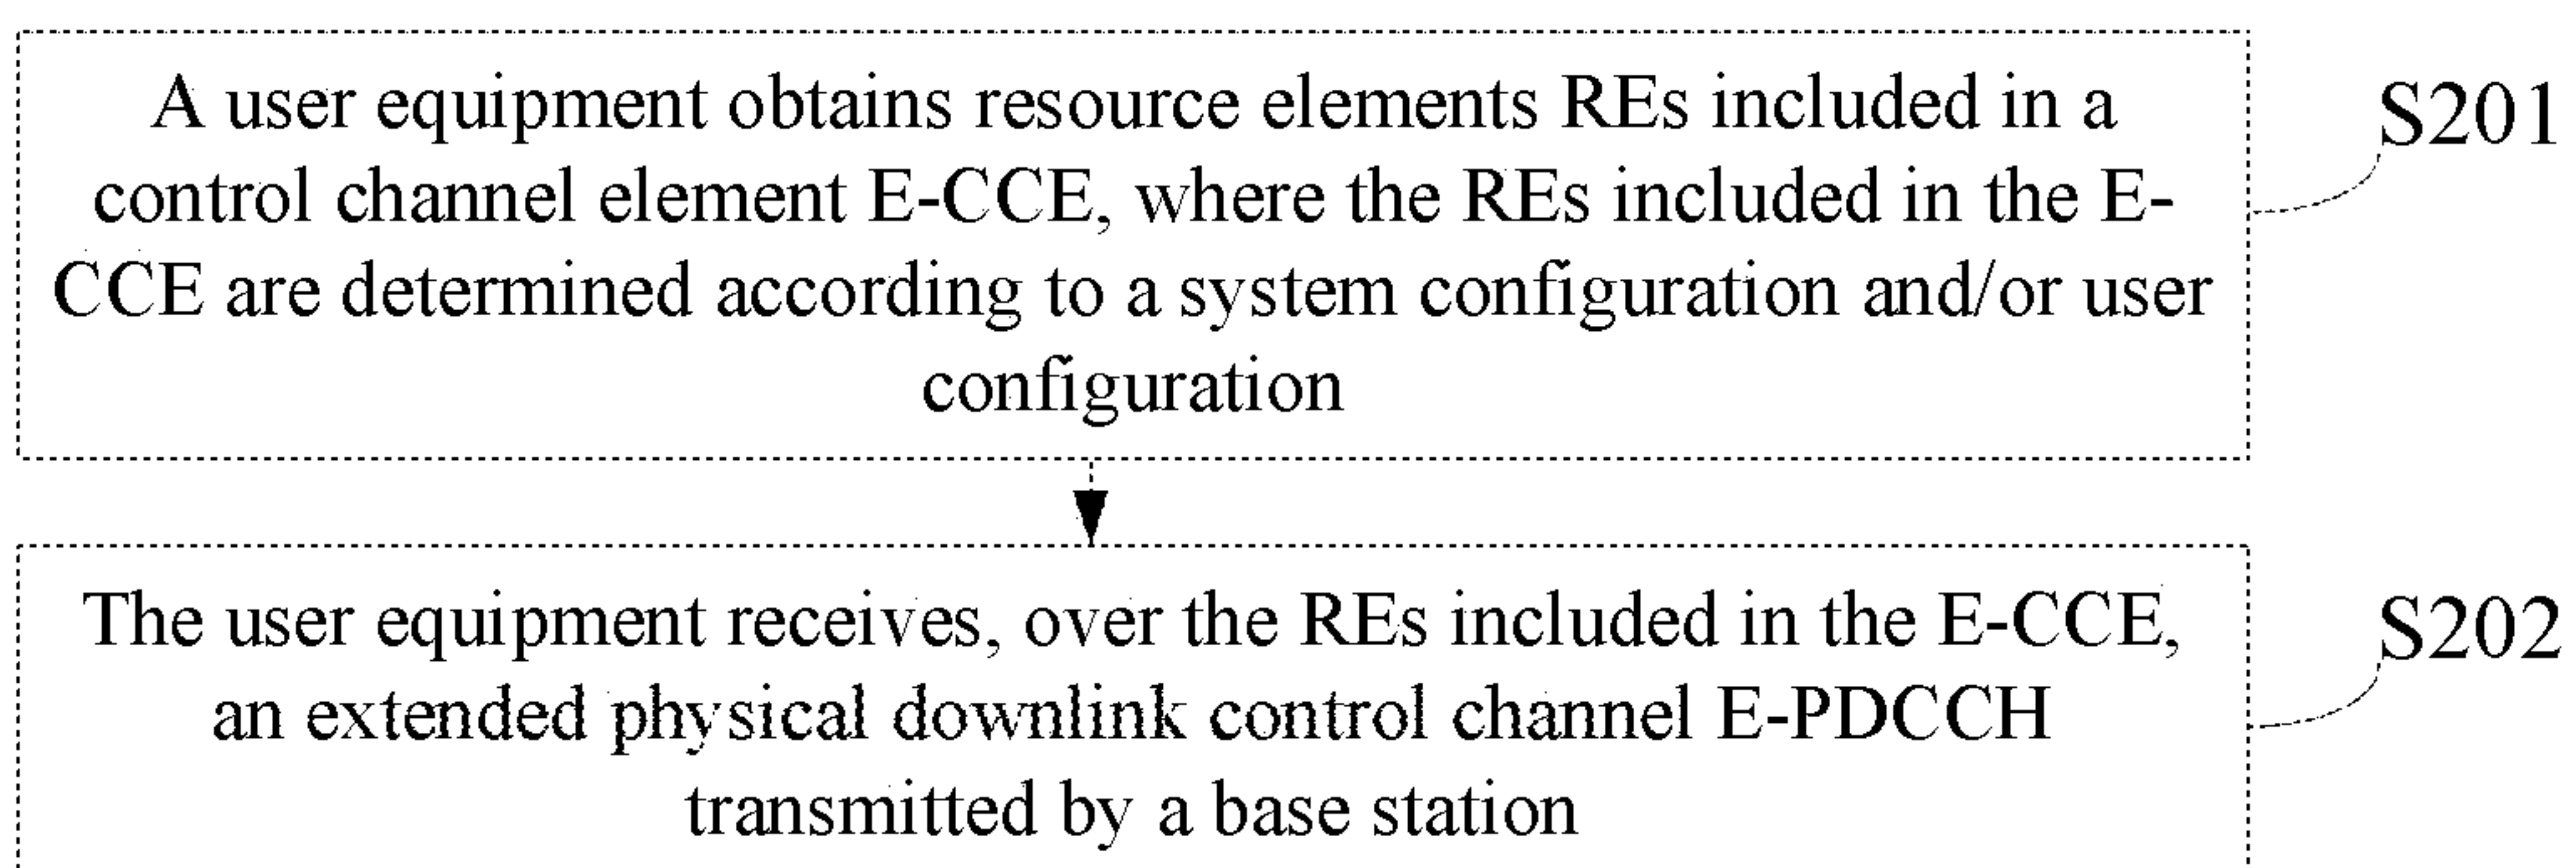 A user equipment obtains resource elements REs included in a
control channel element E-CCE, where the REs included in the E-
CCE are determined according to a system configuration and/or user
configuration
S201
The user equipment receives, over the REs included in the E-CCE,
an extended physical downlink control channel E-PDCCH
transmitted by a base station
S202